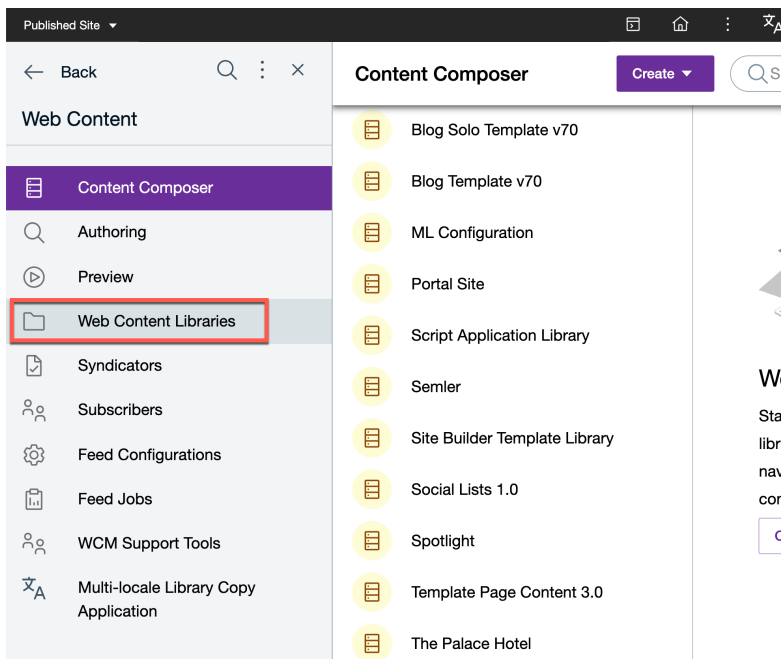 Published Site
Back
Web Content
Content Composer
Authoring
Preview
Web Content Libraries
Syndicators
Subscribers
Feed Configurations
Feed Jobs
WCM Support Tools
Multi-locale Library Copy
Application
Content Composer
Create
Blog Solo Template v70
Blog Template v70
ML Configuration
Portal Site
Script Application Library
Semler
Site Builder Template Library
Social Lists 1.0
Spotlight
Template Page Content 3.0
The Palace Hotel